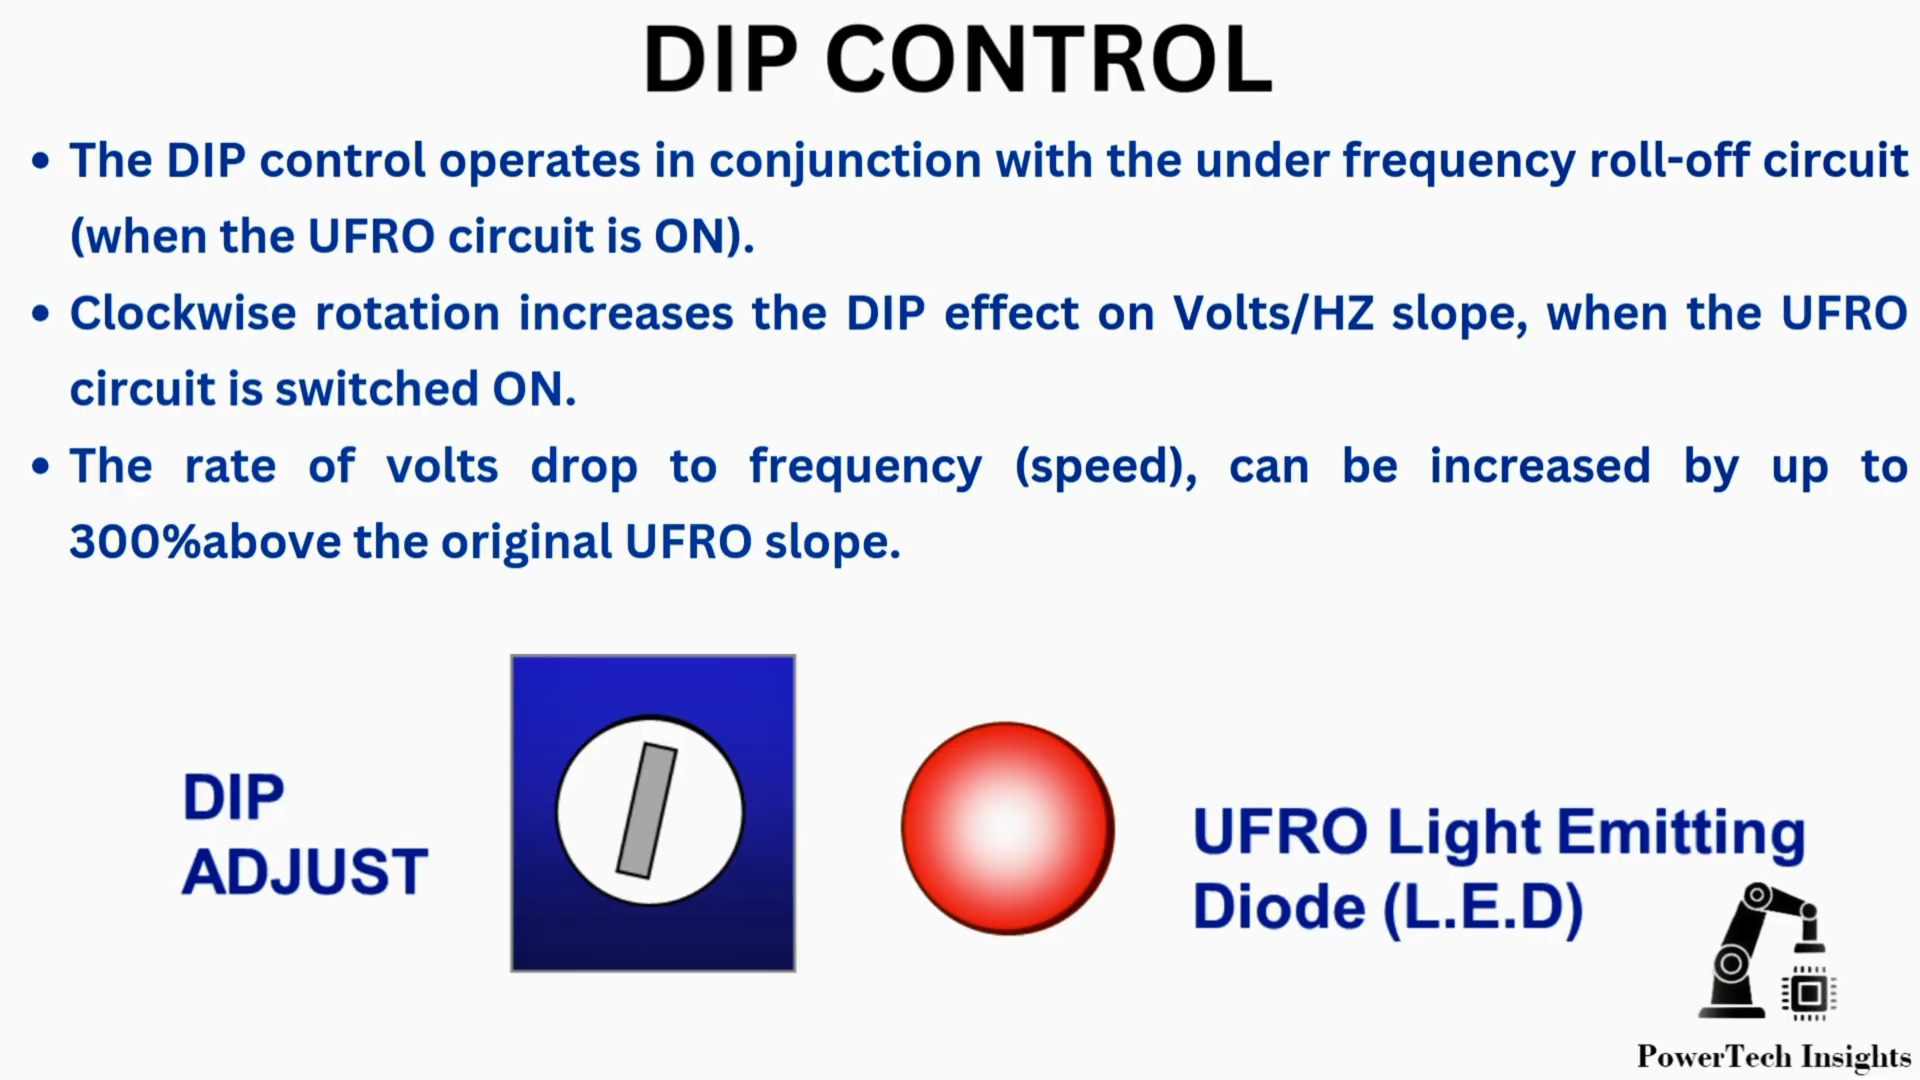 DIP CONTROL
• The DIP control operates in conjunction with the under frequency roll-off circuit
(when the UFRO circuit is ON).
• Clockwise rotation increases the DIP effect on Volts/HZ slope, when the UFRO
circuit is switched ON.
• The rate of volts drop to frequency (speed), can be increased by up to
300%above the original UFRO slope.
DIP
ADJUST
UFRO Light Emitting
Diode (L.E.D)
PowerTech Insights